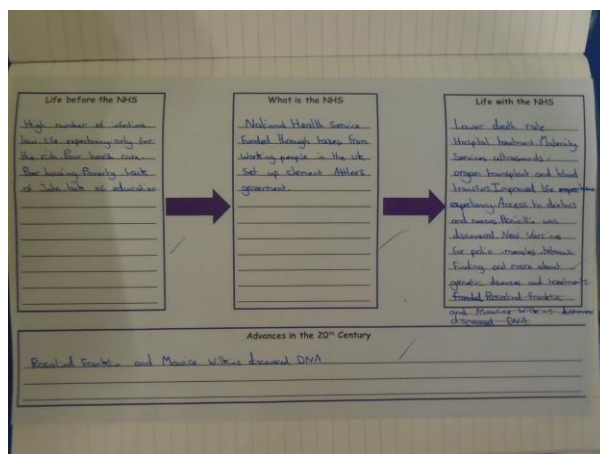 Life before the NHS
High number of infections
low life expectancy only for
the rich Poor health care.
Poor housing Poverty Lack
of Jobs lack of education
What is the NHS
National Health Service
Funded through taxes from
working people in the uk
Set up clement Attlee's
goverment.
Life with the NHS
Lower death rate
Hospital treatment Maternity
Services ultrasounds.
organ transplant and blood
transfers Improved life
expectancy. Access to doctors
and nurses Penicillin was
discovered. New Vaccines
for polio measles tetanus
Finding out more about
genetic diseases and treatments
Rosalind Franklin
and Maurice Wilkins
DNA.
Advances in the 20th Century
Rosalind Franklin and Maurice Wilkins discovered DNA.